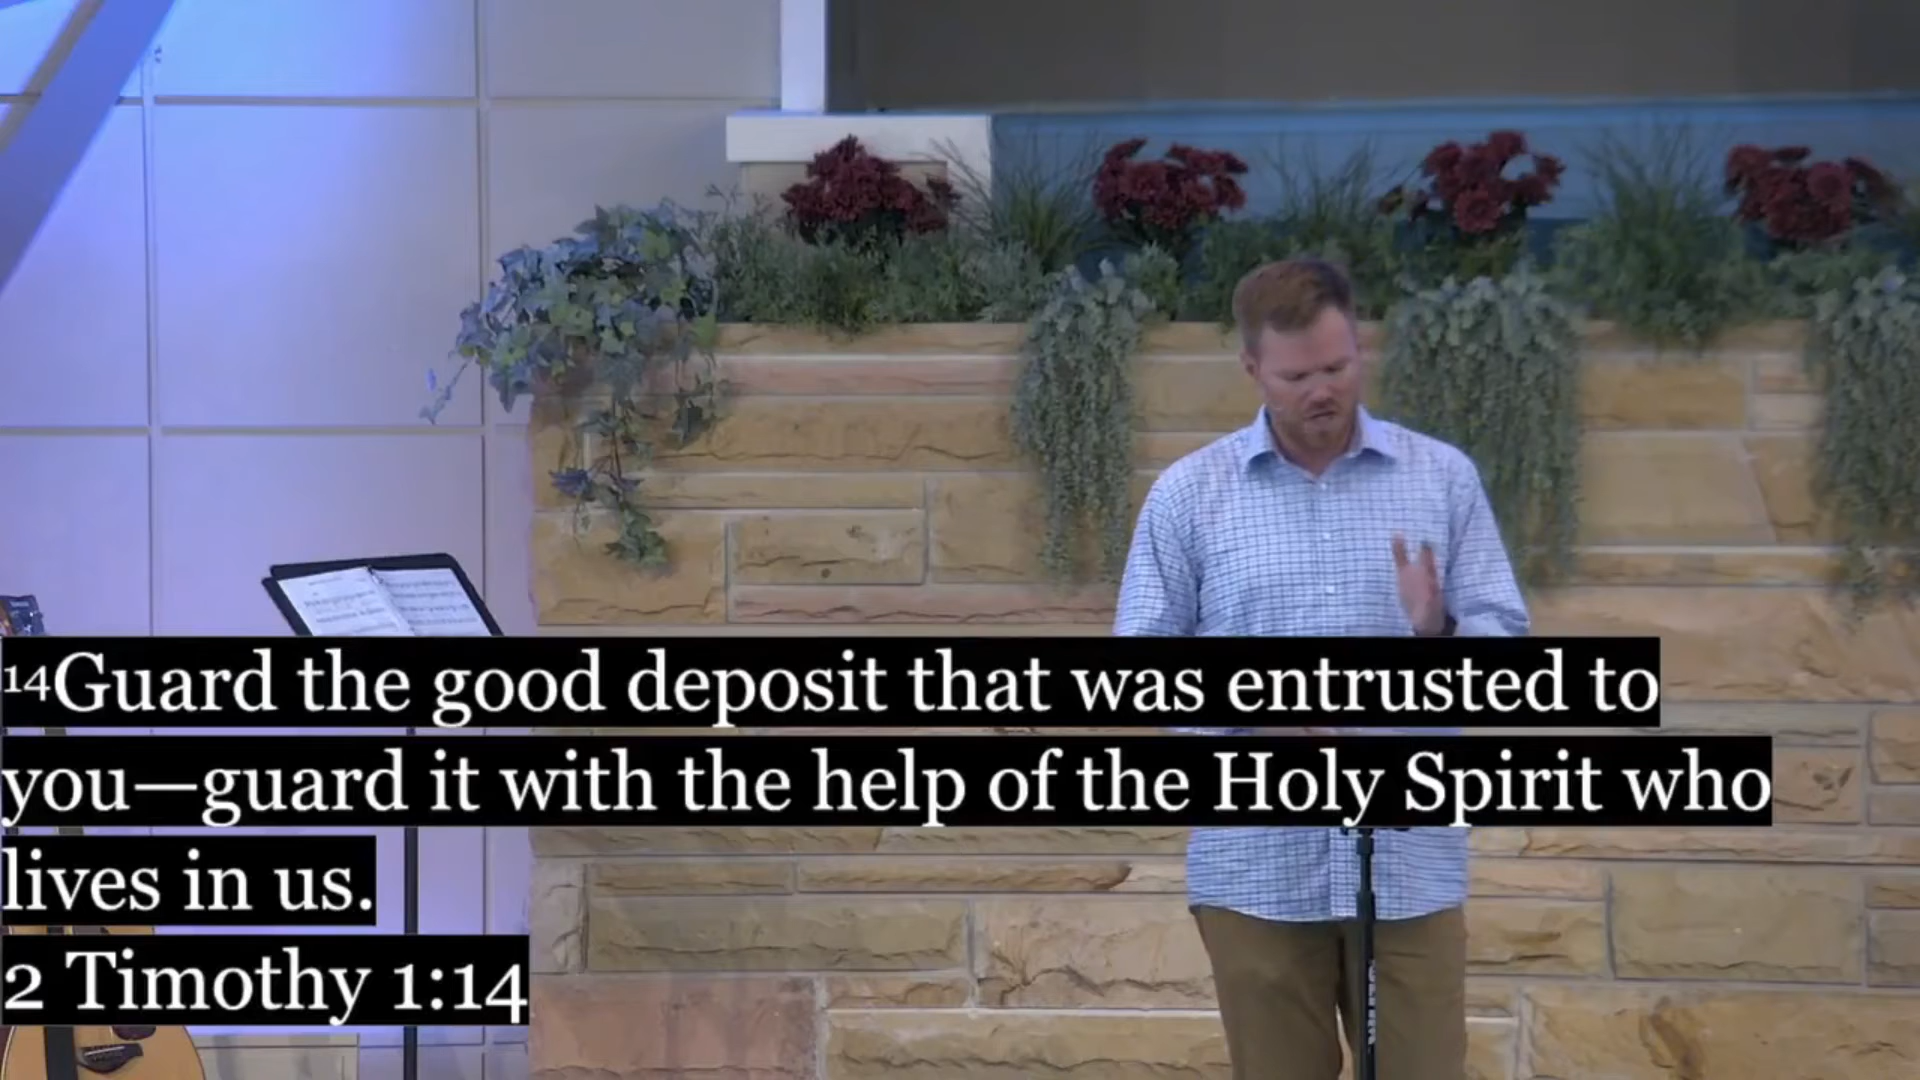 14Guard the good deposit that was entrusted to
you—guard it with the help of the Holy Spirit who
lives in us.
2 Timothy 1:14